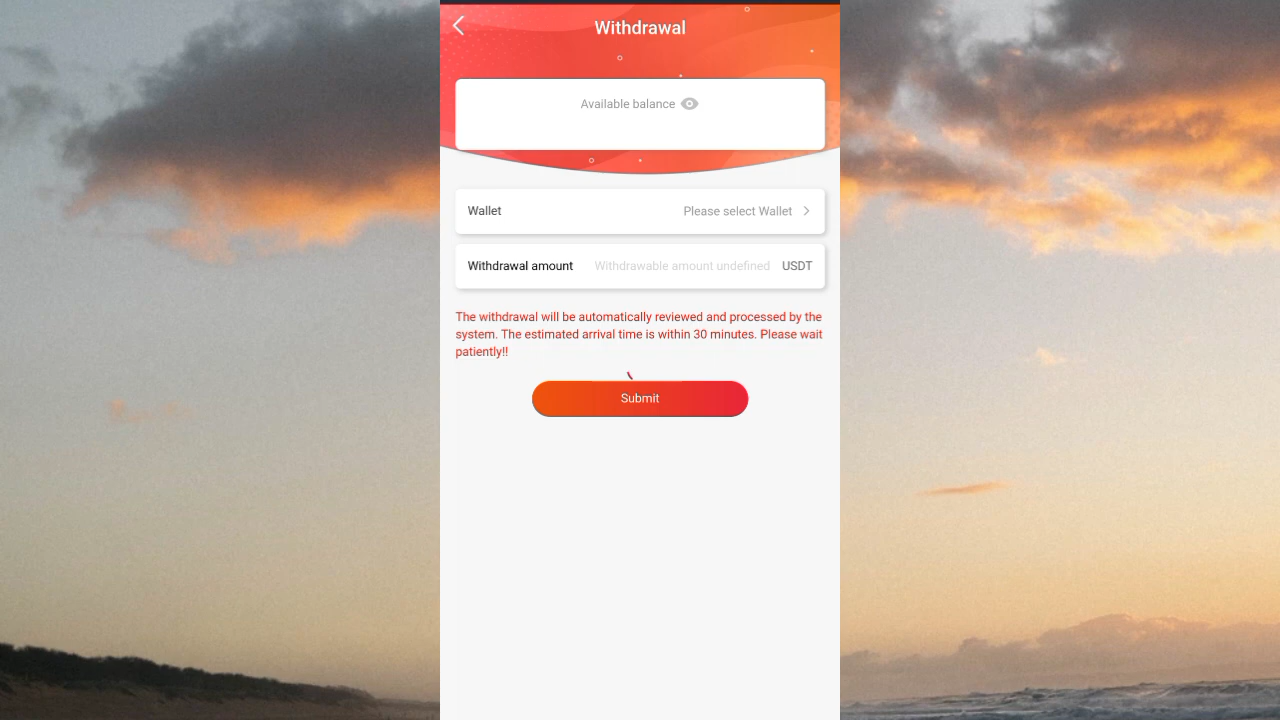 Withdrawal
Available balance
Wallet Please select Wallet
Withdrawal amount Withdrawable amount undefined USDT
The withdrawal will be automatically reviewed and processed by the
system. The estimated arrival time is within 30 minutes. Please wait
patiently!!
Submit